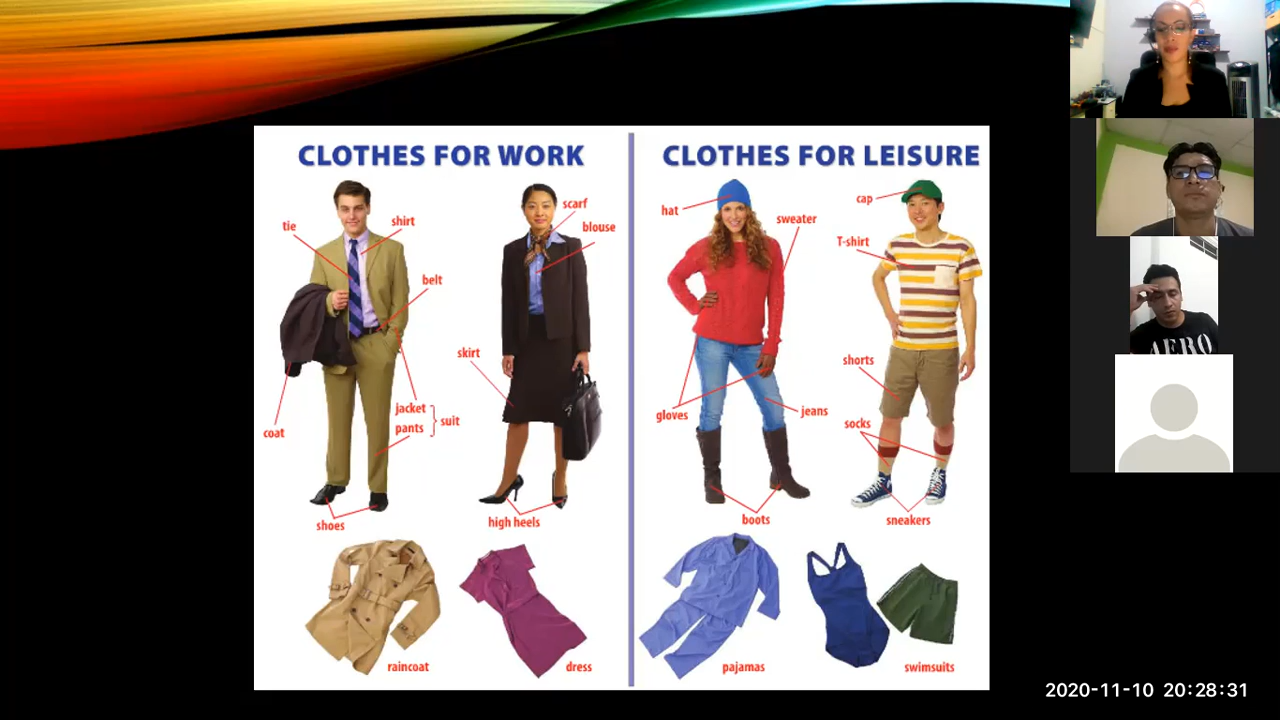 CLOTHES FOR WORK
tie
shirt
belt
coat
jacket
pants
suit
shoes
scarf
blouse
skirt
high heels
raincoat
dress
CLOTHES FOR LEISURE
hat
sweater
gloves
jeans
boots
cap
T-shirt
shorts
socks
sneakers
pajamas
swimsuits
AERO
2020-11-10 20:28:31